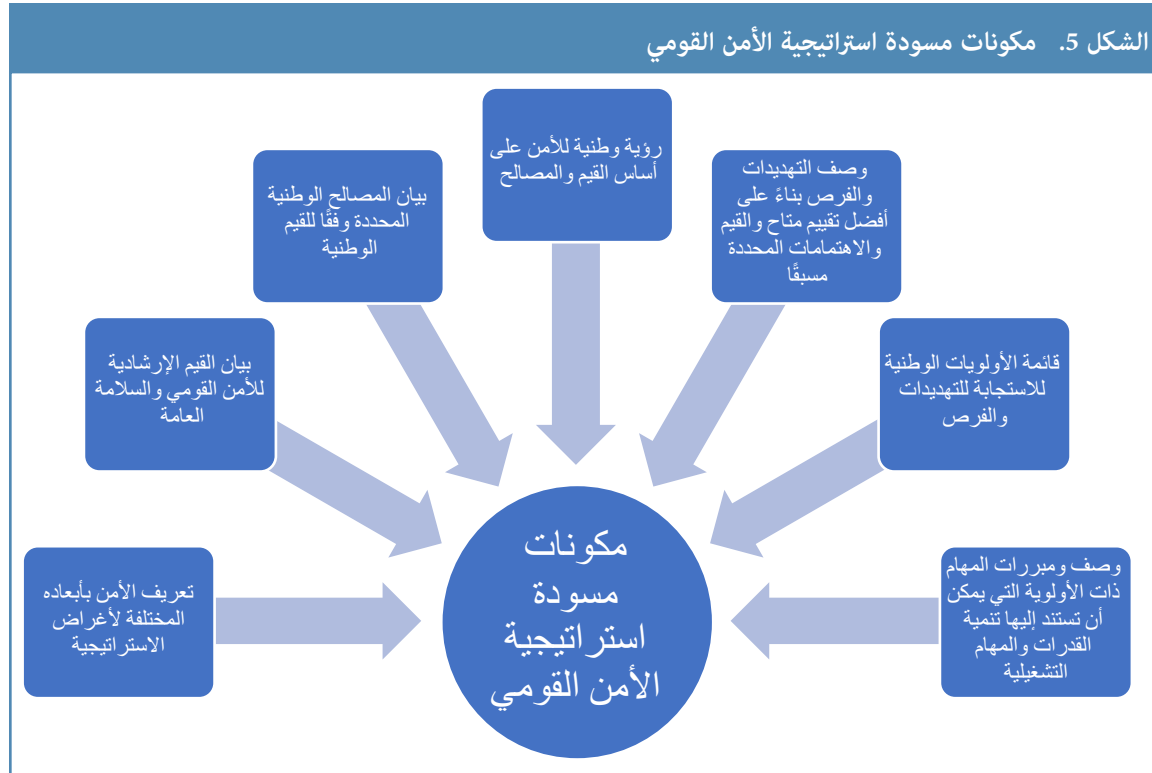 الشكل 5. مكونات مسودة استراتيجية الأمن القومي
رؤية وطنية للأمن على
أساس القيم والمصالح
وصف التهديدات
والفرص بناءً على
أفضل تقييم متاح والقيم
والاهتمامات المحددة
مسبقًا
بيان المصالح الوطنية
المحددة وفقًا للقيم
الوطنية
قائمة الأولويات الوطنية
للاستجابة للتهديدات
والفرص
بيان القيم الإرشادية
للأمن القومي والسلامة
العامة
وصف ومبررات المهام
ذات الأولوية التي يمكن
أن تستند إليها تنمية
القدرات والمهام
التشغيلية
تعريف الأمن بأبعاده
المختلفة لأغراض
الاستراتيجية
مكونات
مسودة
استراتيجية
الأمن القومي